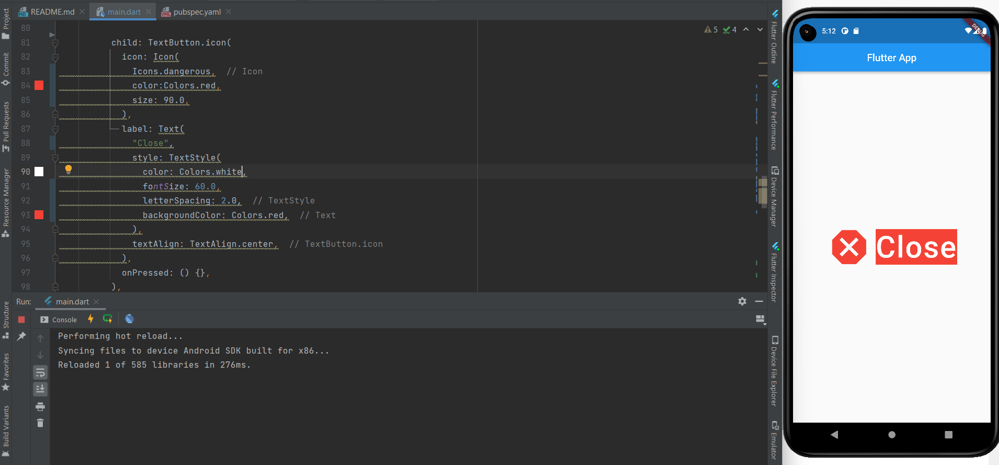 README.md
main.dart
pubspec.yaml
5
4
80
81 child: TextButton.icon(
82 icon: Icon(
83 Icons.dangerous, // Icon
84 color:Colors.red,
85 size: 90.0,
86 ),
87 label: Text(
88 "Close",
89 style: TextStyle(
90 color: Colors.white,
91 fontSize: 60.0,
92 letterSpacing: 2.0, // TextStyle
93 backgroundColor: Colors.red, // Text
94 ),
95 textAlign: TextAlign.center, // TextButton.icon
96 ),
97 onPressed: () {},
98 ),
Run: main.dart
Console
Performing hot reload...
Syncing files to device Android SDK built for x86...
Reloaded 1 of 585 libraries in 276ms.
Project
Commit
Pull Requests
Resource Manager
Structure
Favorites
Build Variants
Flutter Outline
Flutter Performance
Device Manager
Flutter Inspector
Device File Explorer
Emulator
5:12
DEBUG
Flutter App
Close